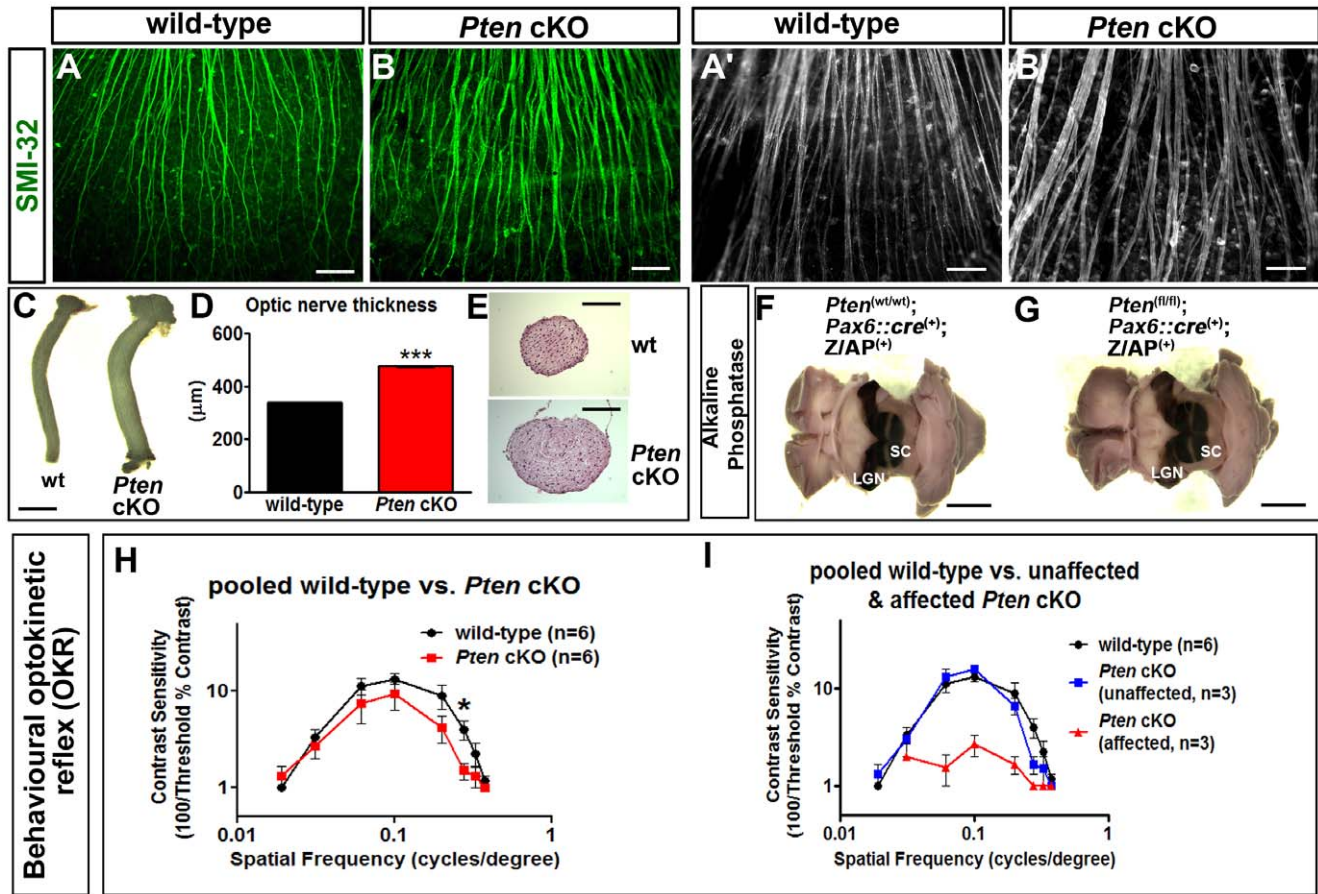 wild-type
Pten cKO
wild-type
Pten cKO
SMI-32
A
B
A'
B'
C
wt
Pten
cKO
D
Optic nerve thickness
(μm)
600
400
200
0
***
wild-type
Pten cKO
E
wt
Pten
cKO
Alkaline
Phosphatase
F
Pten(wt/wt);
Pax6::cre(+);
Z/AP(+)
SC
LGN
G
Pten(fl/fl);
Pax6::cre(+);
Z/AP(+)
SC
LGN
Behavioural optokinetic
reflex (OKR)
H
pooled wild-type vs. Pten cKO
Contrast Sensitivity
(100/Threshold % Contrast)
10
1
wild-type (n=6)
Pten cKO (n=6)
*
0.01
0.1
1
Spatial Frequency (cycles/degree)
I
pooled wild-type vs. unaffected
& affected Pten cKO
Contrast Sensitivity
(100/Threshold % Contrast)
10
1
wild-type (n=6)
Pten cKO
(unaffected, n=3)
Pten cKO
(affected, n=3)
0.01
0.1
1
Spatial Frequency (cycles/degree)